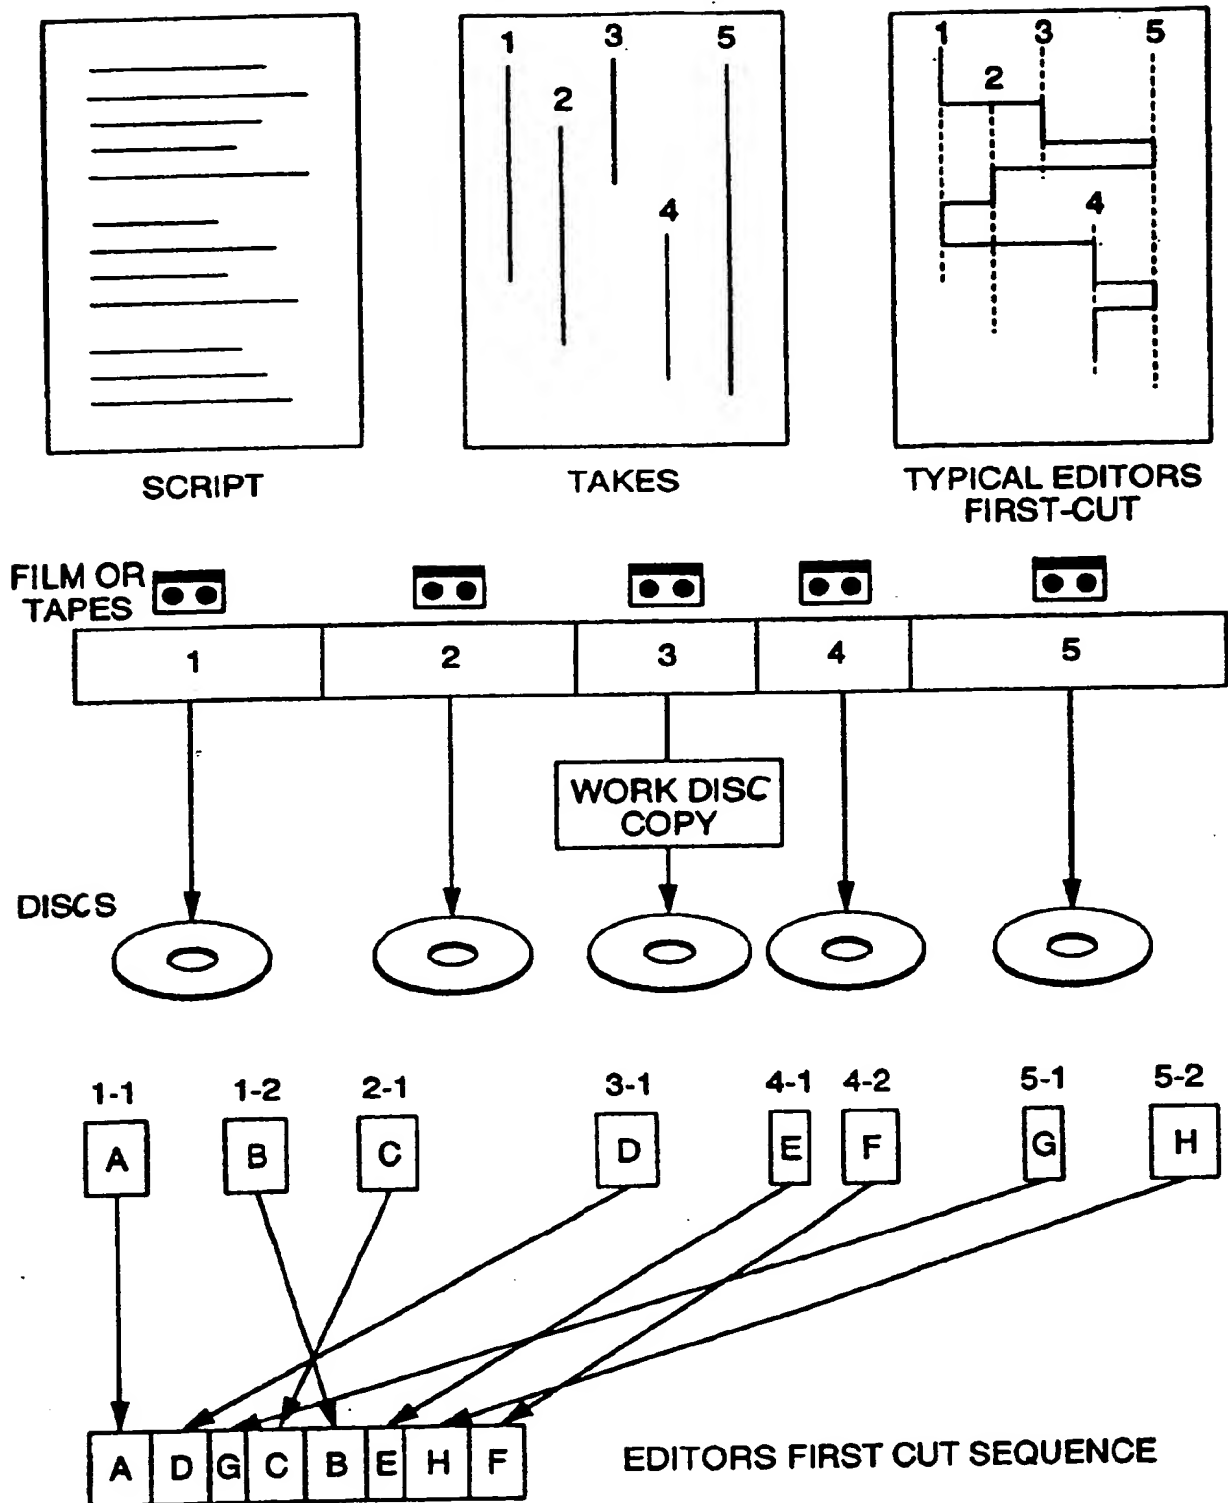 1 3 5
2
4
1 3 5
2
4
SCRIPT
TAKES
TYPICAL EDITORS
FIRST-CUT
FILM OR
TAPES
1 2 3 4 5
WORK DISC
COPY
DISCS
1-1 1-2 2-1 3-1 4-1 4-2 5-1 5-2
A B C D E F G H
A D G C B E H F
EDITORS FIRST CUT SEQUENCE